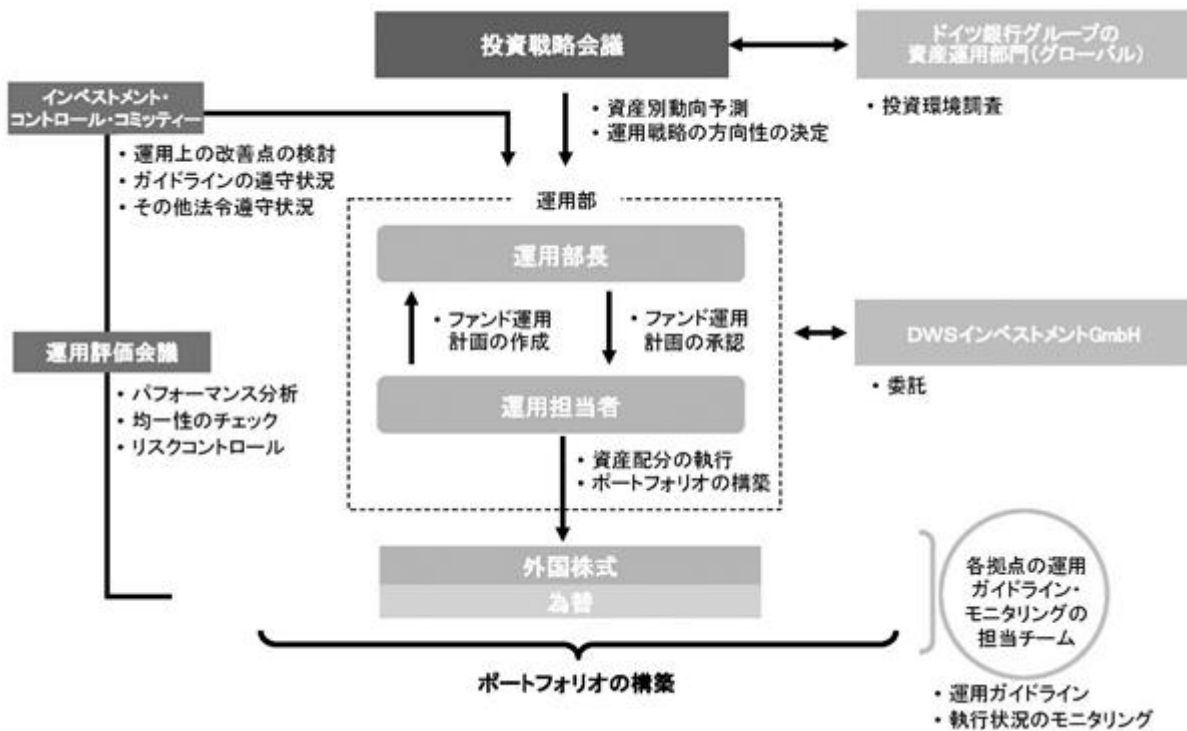 投資戦略会議
ドイツ銀行グループの
資産運用部門(グローバル)
・投資環境調査
インベストメント・
コントロール・コミッティー
・運用上の改善点の検討
・ガイドラインの遵守状況
・その他法令遵守状況
・資産別動向予測
・運用戦略の方向性の決定
運用部
運用部長
・ファンド運用
計画の作成
・ファンド運用
計画の承認
運用担当者
DWSインベストメントGmbH
・委託
運用評価会議
・パフォーマンス分析
・均一性のチェック
・リスクコントロール
・資産配分の執行
・ポートフォリオの構築
外国株式
為替
ポートフォリオの構築
各拠点の運用
ガイドライン・
モニタリングの
担当チーム
・運用ガイドライン
・執行状況のモニタリング